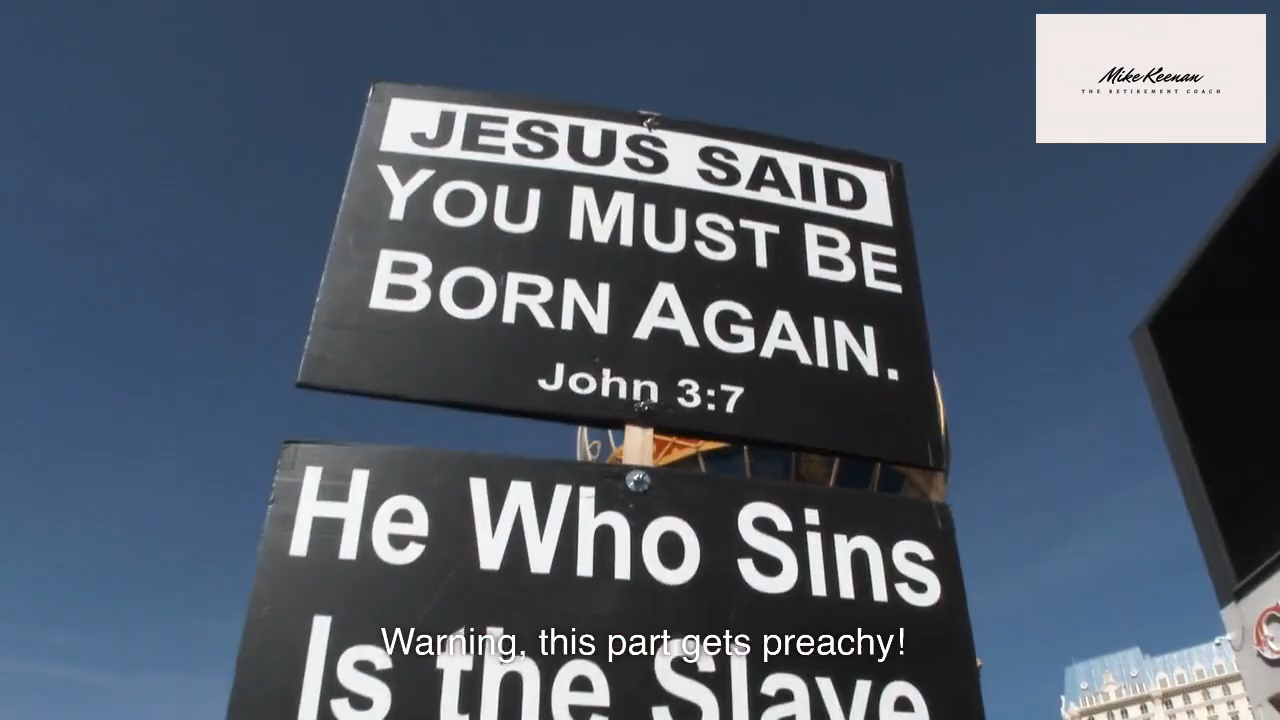 Mike Keenan
THE RETIREMENT COACH
JESUS SAID
YOU MUST BE
BORN AGAIN.
John 3:7
He Who Sins
Is the Slave
Warning, this part gets preachy!